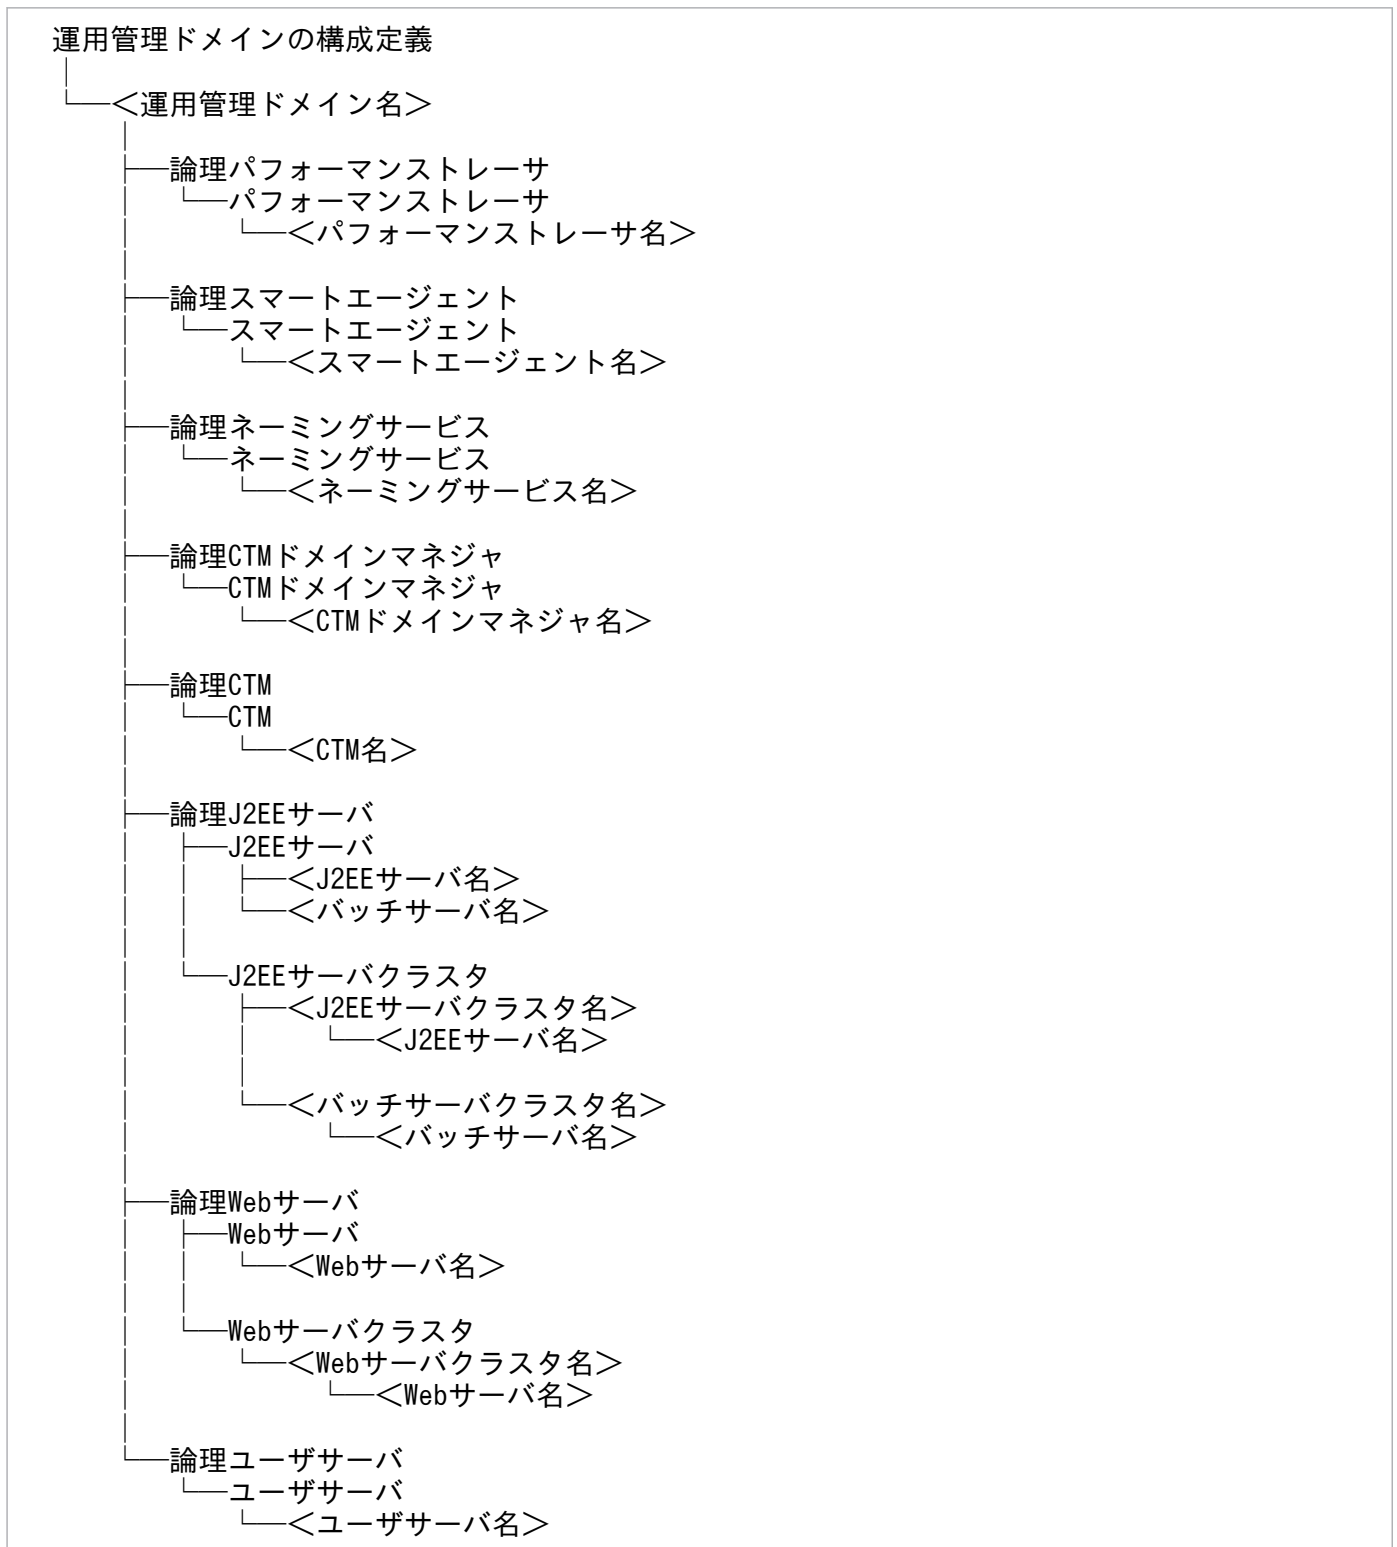 運用管理ドメインの構成定義
＜運用管理ドメイン名＞
論理パフォーマンストレーサ
パフォーマンストレーサ
＜パフォーマンストレーサ名＞
論理スマートエージェント
スマートエージェント
＜スマートエージェント名＞
論理ネーミングサービス
ネーミングサービス
＜ネーミングサービス名＞
論理CTMドメインマネジャ
CTMドメインマネジャ
＜CTMドメインマネジャ名＞
論理CTM
CTM
＜CTM名＞
論理J2EEサーバ
J2EEサーバ
＜J2EEサーバ名＞
＜バッチサーバ名＞
J2EEサーバクラスタ
＜J2EEサーバクラスタ名＞
＜J2EEサーバ名＞
＜バッチサーバクラスタ名＞
＜バッチサーバ名＞
論理Webサーバ
Webサーバ
＜Webサーバ名＞
Webサーバクラスタ
＜Webサーバクラスタ名＞
＜Webサーバ名＞
論理ユーザサーバ
ユーザサーバ
＜ユーザサーバ名＞